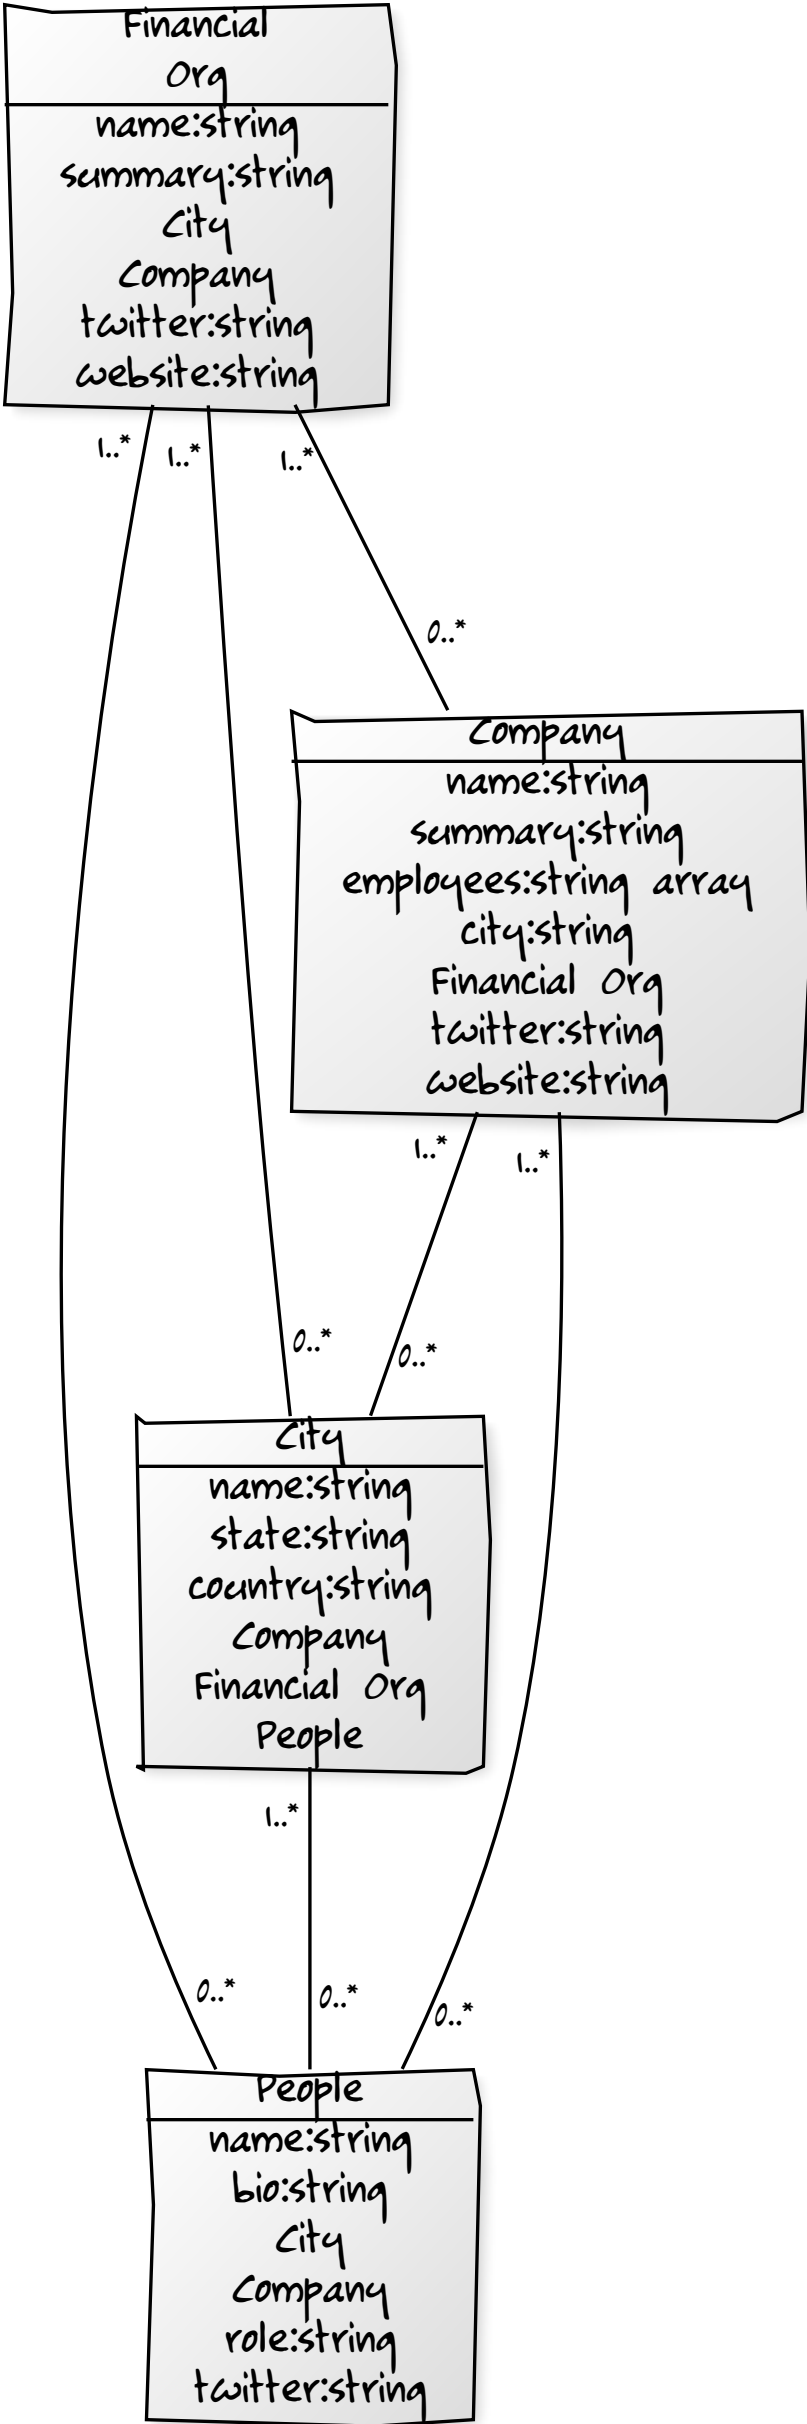 Financial
Org
name:string
summary:string
City
Company
twitter:string
website:string
1..*
1..*
1..*
0..*
Company
name:string
summary:string
employees:string array
city:string
Financial Org
twitter:string
website:string
1..*
1..*
0..*
0..*
City
name:string
state:string
country:string
Company
Financial Org
People
1..*
0..*
0..*
0..*
People
name:string
bio:string
City
Company
role:string
twitter:string